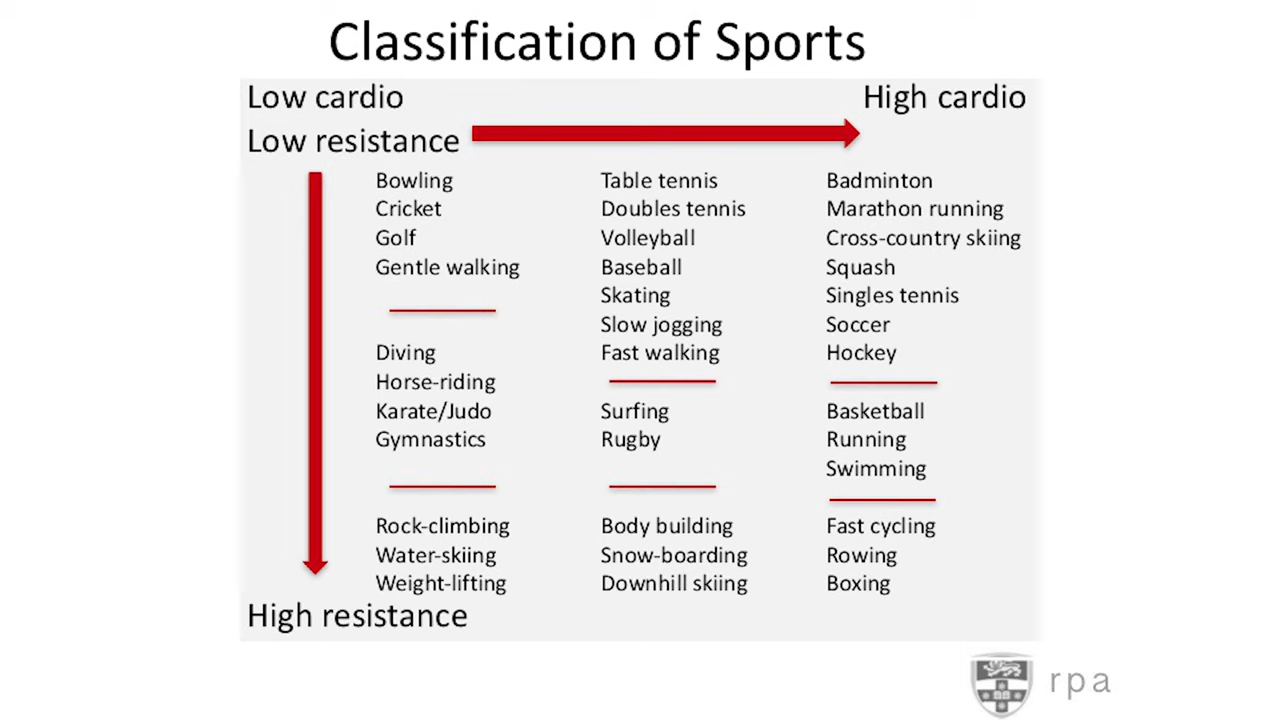 Classification of Sports
Low cardio
High cardio
Low resistance
Bowling
Cricket
Golf
Gentle walking
Diving
Horse-riding
Karate/Judo
Gymnastics
Rock-climbing
Water-skiing
Weight-lifting
Table tennis
Doubles tennis
Volleyball
Baseball
Skating
Slow jogging
Fast walking
Surfing
Rugby
Body building
Snow-boarding
Downhill skiing
Badminton
Marathon running
Cross-country skiing
Squash
Singles tennis
Soccer
Hockey
Basketball
Running
Swimming
Fast cycling
Rowing
Boxing
High resistance
rpa